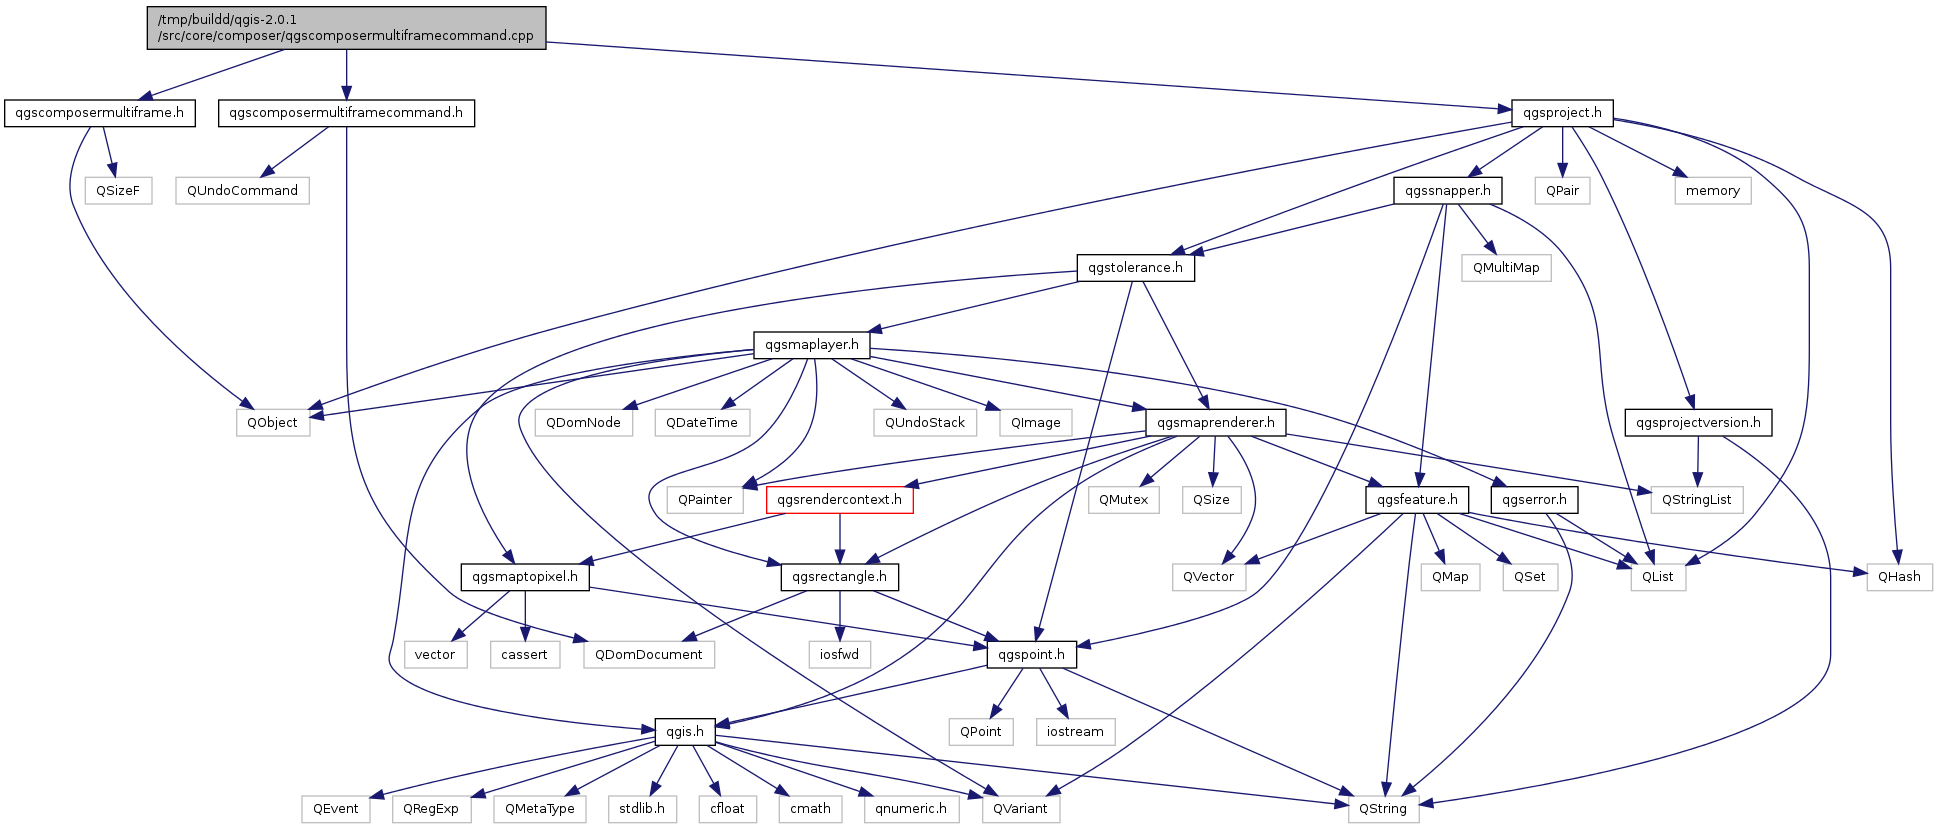 /tmp/buildd/qgis-2.0.1
/src/core/composer/qgscomposermultiframecommand.cpp
qgscomposermultiframe.h
qgscomposermultiframecommand.h
qgsproject.h
QSizeF
QUndoCommand
qgssnapper.h
QPair
memory
qgstolerance.h
QMultiMap
qgsmaplayer.h
QObject
QDomNode
QDateTime
QUndoStack
QImage
qgsmaprenderer.h
qgsprojectversion.h
QPainter
qgsrendercontext.h
QMutex
QSize
qgsfeature.h
qgserror.h
QStringList
qgsmaptopixel.h
qgsrectangle.h
QVector
QMap
QSet
QList
QHash
vector
cassert
QDomDocument
iosfwd
qgspoint.h
qgis.h
QPoint
iostream
QEvent
QRegExp
QMetaType
stdlib.h
cfloat
cmath
qnumeric.h
QVariant
QString